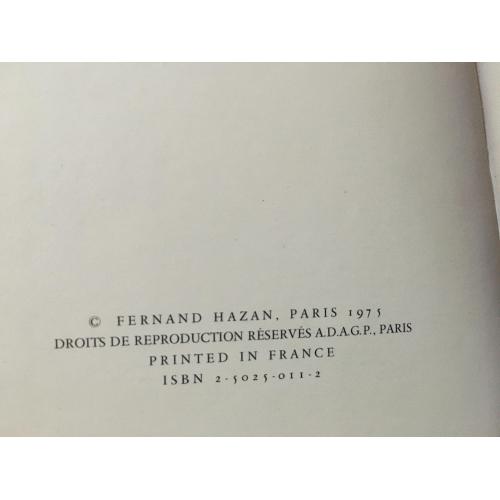 © FERNAND HAZAN, PARIS 1975
DROITS DE REPRODUCTION RÉSERVÉS A.D.A.G.P., PARIS
PRINTED IN FRANCE
ISBN 2-5025-011-2